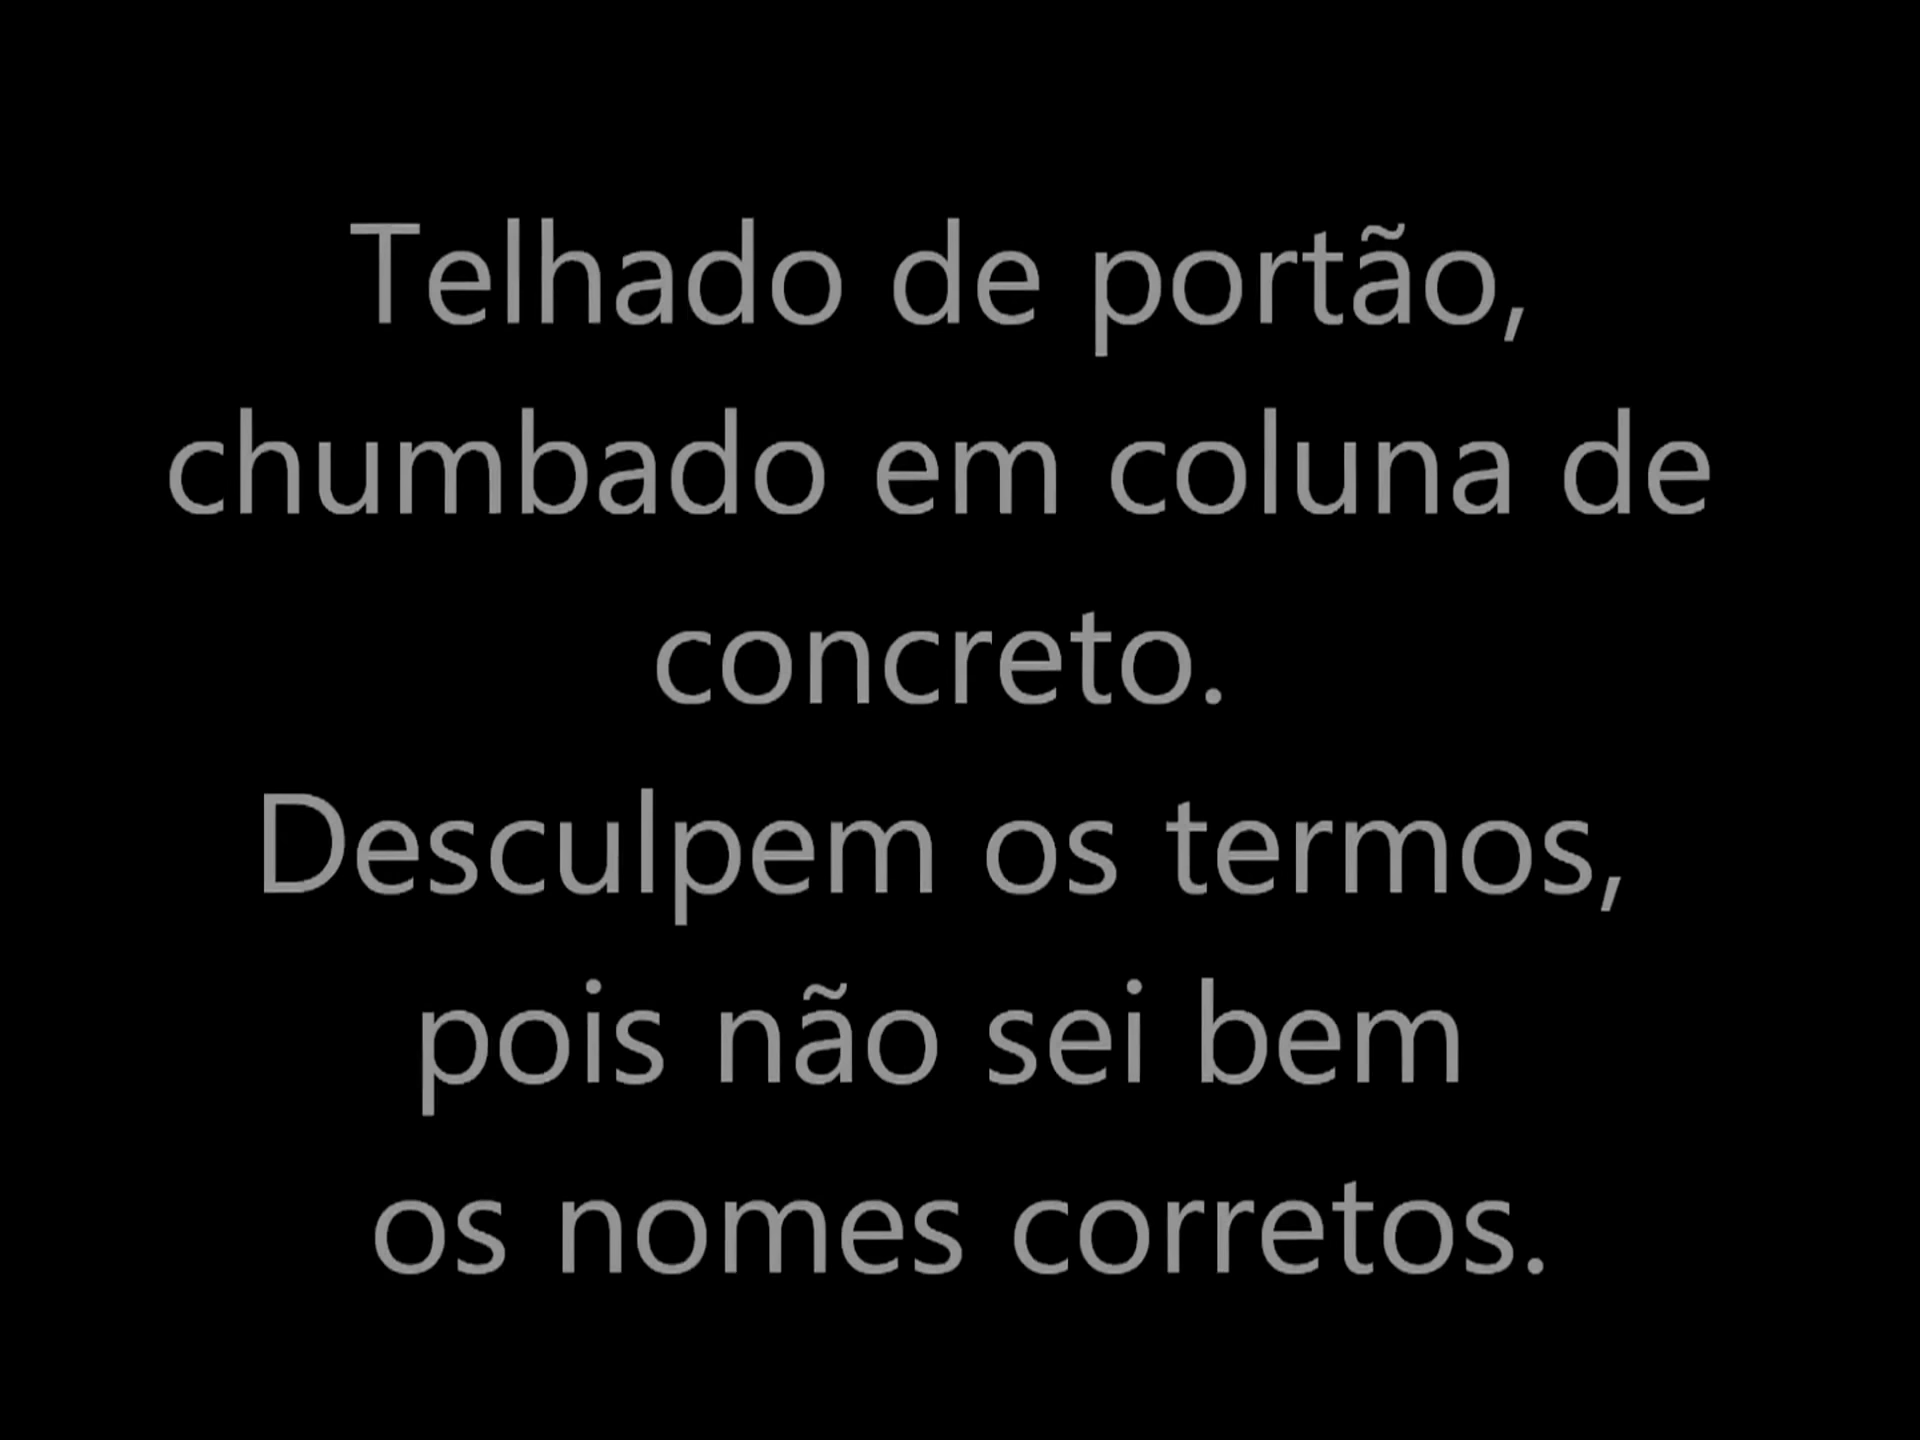 Telhado de portão,
chumbado em coluna de
concreto.
Desculpem os termos,
pois não sei bem
os nomes corretos.